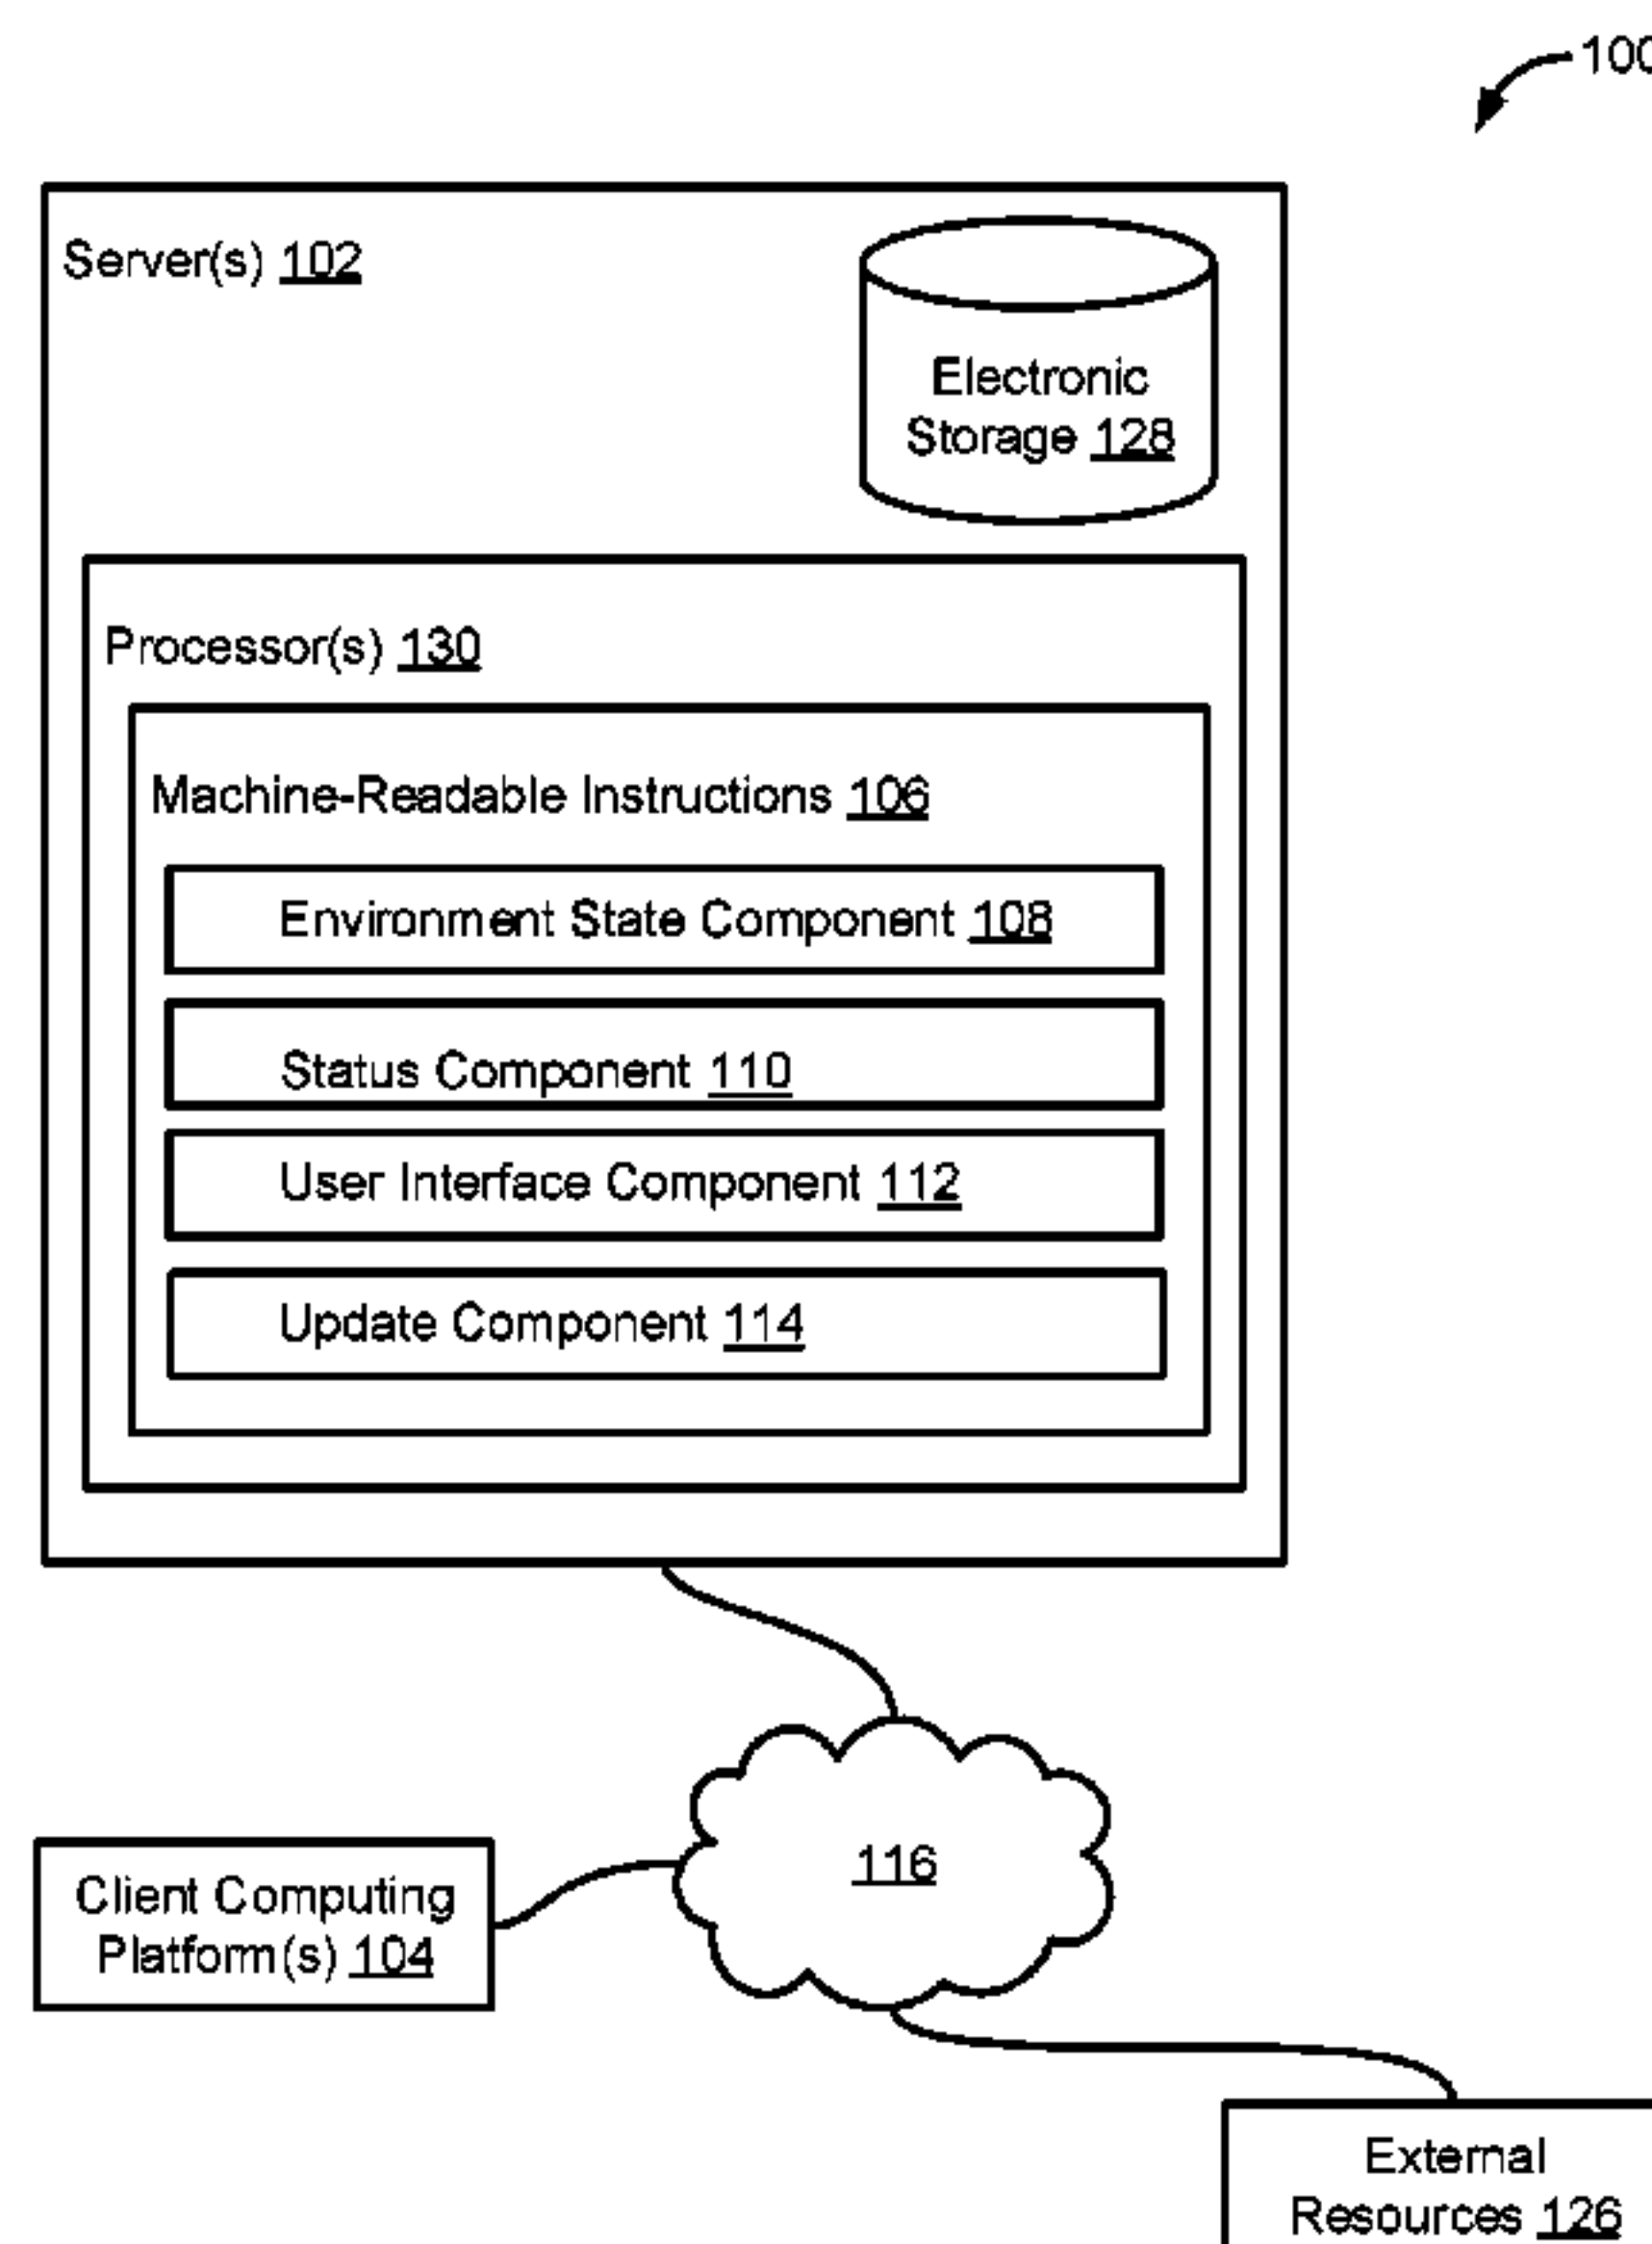 100
Server(s) 102
Electronic
Storage 128
Processor(s) 130
Machine-Readable Instructions 106
Environment State Component 108
Status Component 110
User Interface Component 112
Update Component 114
116
Client Computing
Platform(s) 104
External
Resources 126